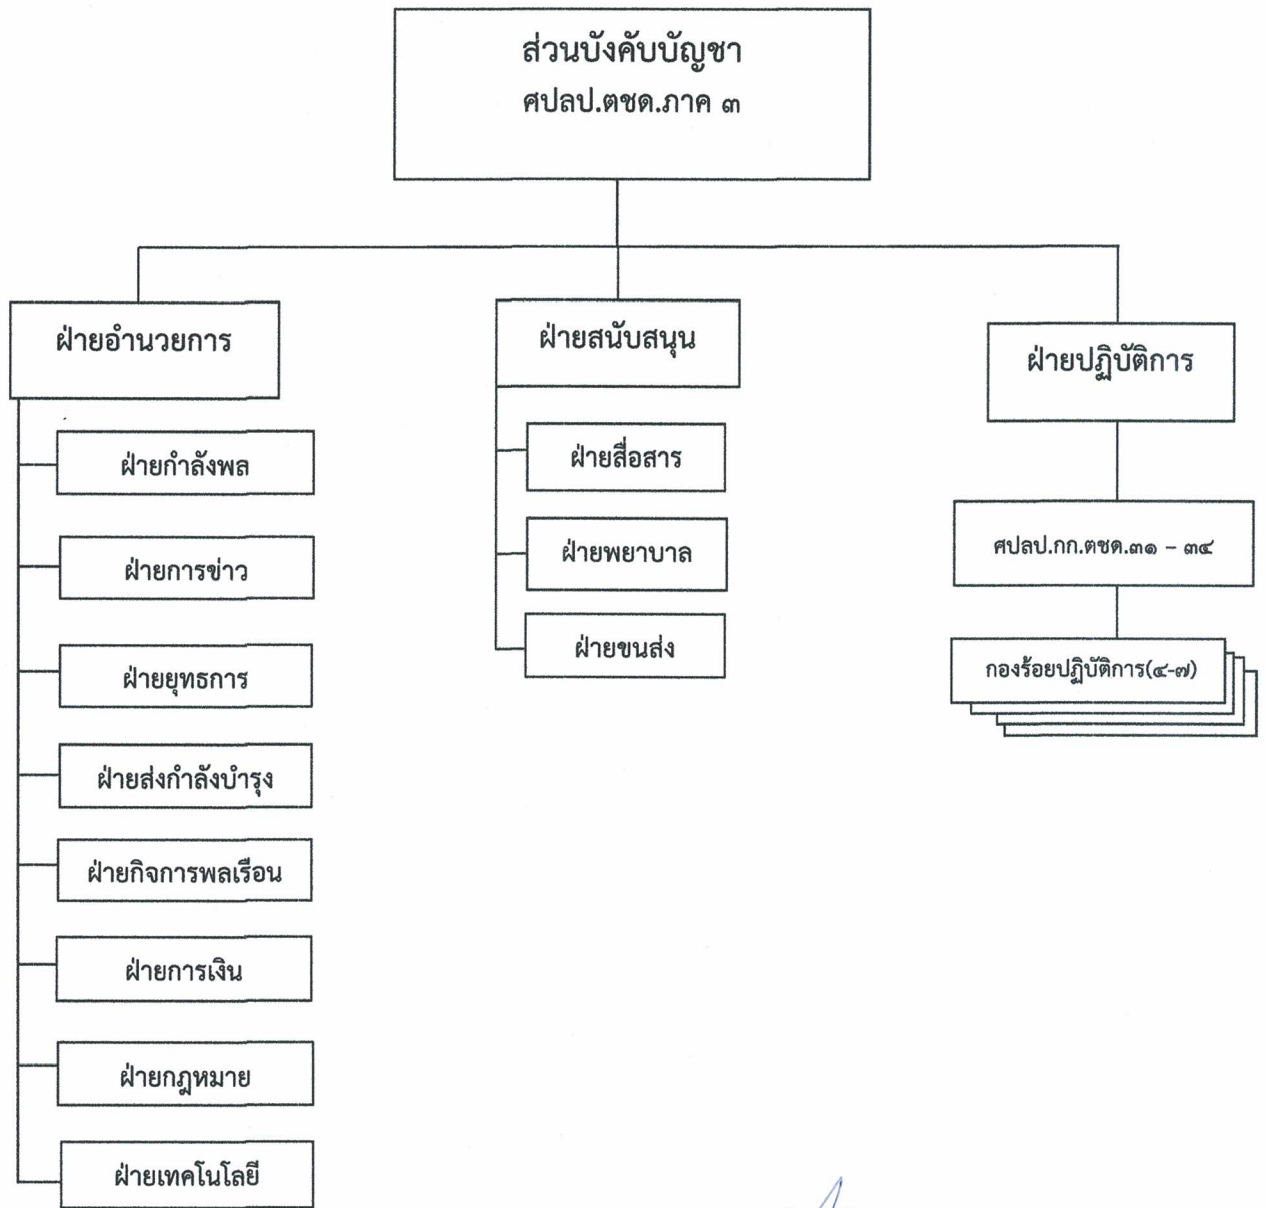 ส่วนบังคับบัญชา
ศปลป.ตชด.ภาค ๓
ฝ่ายอำนวยการ
ฝ่ายกำลังพล
ฝ่ายการข่าว
ฝ่ายยุทธการ
ฝ่ายส่งกำลังบำรุง
ฝ่ายกิจการพลเรือน
ฝ่ายการเงิน
ฝ่ายกฎหมาย
ฝ่ายเทคโนโลยี
ฝ่ายสนับสนุน
ฝ่ายสื่อสาร
ฝ่ายพยาบาล
ฝ่ายขนส่ง
ฝ่ายปฏิบัติการ
ศปลป.กก.ตชด.๓๑ – ๓๔
กองร้อยปฏิบัติการ(๔-๗)